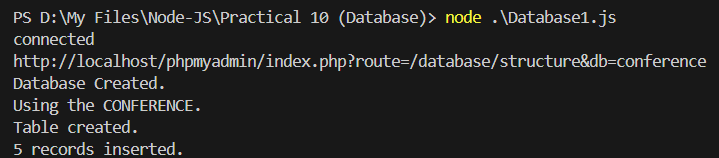 PS D:\My Files\Node-JS\Practical 10 (Database)> node .\Database1.js
connected
http://localhost/phpmyadmin/index.php?route=/database/structure&db=conference
Database Created.
Using the CONFERENCE.
Table created.
5 records inserted.